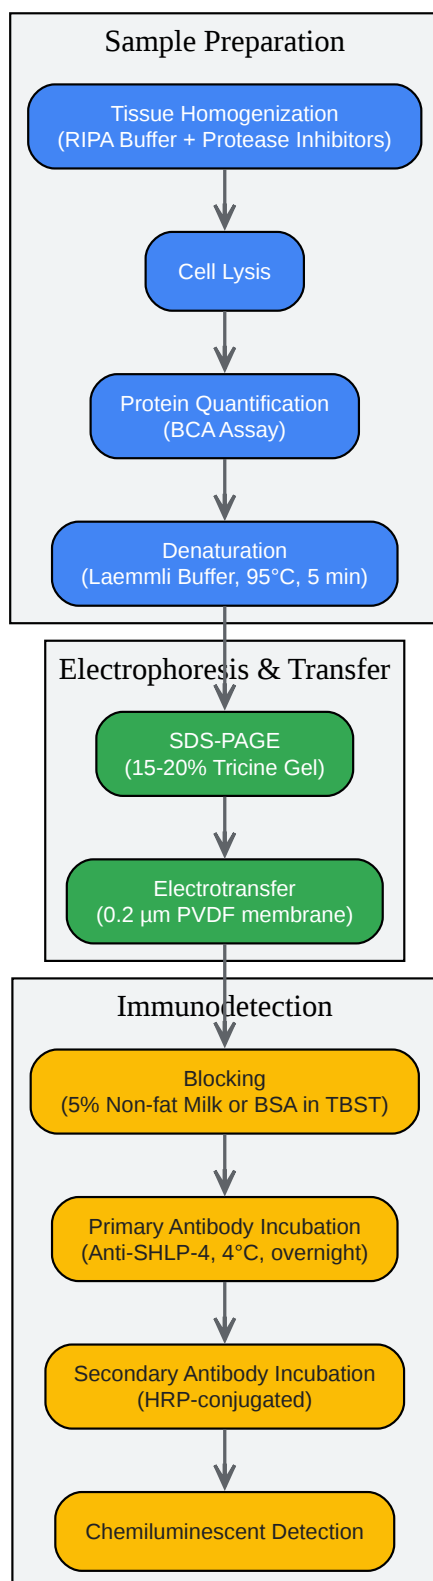 Sample Preparation
Tissue Homogenization
(RIPA Buffer + Protease Inhibitors)
Cell Lysis
Protein Quantification
(BCA Assay)
Denaturation
(Laemmli Buffer, 95°C, 5 min)
Electrophoresis & Transfer
SDS-PAGE
(15-20% Tricine Gel)
Electrotransfer
(0.2 µm PVDF membrane)
Immunodetection
Blocking
(5% Non-fat Milk or BSA in TBST)
Primary Antibody Incubation
(Anti-SHLP-4, 4°C, overnight)
Secondary Antibody Incubation
(HRP-conjugated)
Chemiluminescent Detection